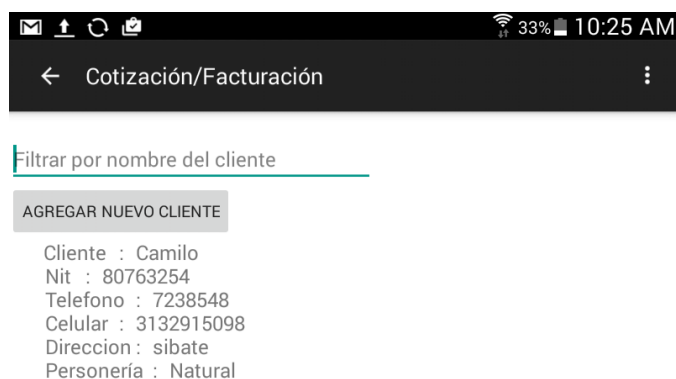 33% 10:25 AM
Cotización/Facturación
Filtrar por nombre del cliente
AGREGAR NUEVO CLIENTE
Cliente : Camilo
Nit : 80763254
Telefono : 7238548
Celular : 3132915098
Direccion : sibate
Personería : Natural